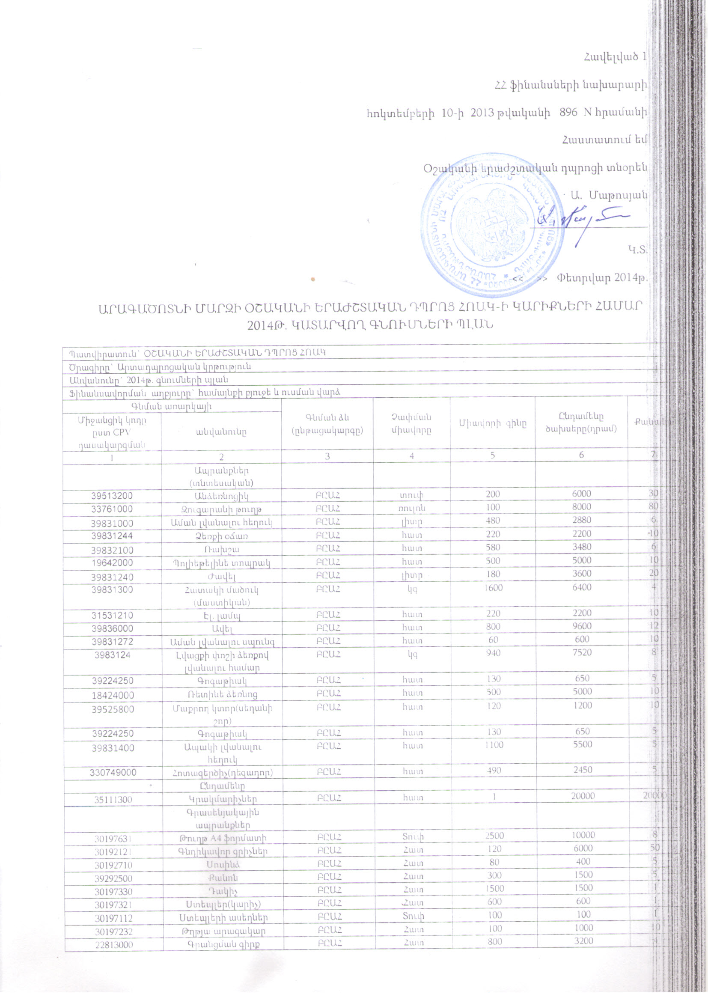 Հավելված 1
ՀՀ ֆինանսների նախարարի
հոկտեմբերի 10-ի 2013 թվականի 896 N հրամանի
Հաստատում եմ
Օշականի երաժշտական դպրոցի տնօրեն
Ա. Մաթոսյան
Կ.Տ.
<< >> Փետրվար 2014թ.
ԱՐԱԳԱԾՈՏՆԻ ՄԱՐԶԻ ՕՇԱԿԱՆԻ ԵՐԱԺՇՏԱԿԱՆ ԴՊՐՈՑ ՀՈԱԿ-Ի ԿԱՐԻՔՆԵՐԻ ՀԱՄԱՐ
2014Թ. ԿԱՏԱՐՎՈՂ ԳՆՈՒՄՆԵՐԻ ՊԼԱՆ
Պատվիրատուն՝ ՕՇԱԿԱՆԻ ԵՐԱԺՇՏԱԿԱՆ ԴՊՐՈՑ ՀՈԱԿ
Ծրագիրը՝ Արտադպրոցական կրթություն
Անվանունը՝ 2014թ. գնումների պլան
Ֆինանսավորման աղբյուրը՝ համայնքի բյուջե և ուսման վարձ
Գնման առարկայի
Միջանցիկ կոդը
ըստ CPV
դասակարգման
անվանունը
Գնման ձև
(ընթացակարգը)
Չափման
միավորը
Միավորի գինը
Ընդամենը
ծախսերը(դրամ)
1 2 3 4 5 6 7
Ապրանքներ
(տնտեսական)
39513200 Անձեռնոցիկ ԲԸԱՀ տուփ 200 6000 30
33761000 Զուգարանի թուղթ ԲԸԱՀ ռուլոն 100 8000 80
39831000 Աման լվանալու հեղուկ ԲԸԱՀ լիտր 480 2880 6
39831244 Ձեռքի օճառ ԲԸԱՀ հատ 220 2200 10
39832100 Ռախշա ԲԸԱՀ հատ 580 3480 6
19642000 Պոլիեթելինե տոպրակ ԲԸԱՀ հատ 500 5000 10
39831240 Ժավել ԲԸԱՀ լիտր 180 3600 20
39831300 Հատակի մածուկ ԲԸԱՀ կգ 1600 6400 4
(մաստիկան)
31531210 Էլ. լամպ ԲԸԱՀ հատ 220 2200 10
39836000 Ավել ԲԸԱՀ հատ 800 9600 12
39831272 Աման լվանալու սպունգ ԲԸԱՀ հատ 60 600 10
3983124 Լվացքի փոշի ձեռքով ԲԸԱՀ կգ 940 7520 8
լվանալու համար
39224250 Գոգաթիակ ԲԸԱՀ հատ 130 650 5
18424000 Ռետինե ձեռնոց ԲԸԱՀ հատ 500 5000 10
39525800 Մաքրող կտոր(սեղանի ԲԸԱՀ հատ 120 1200 10
շոր)
39224250 Գոգաթիակ ԲԸԱՀ հատ 130 650 5
39831400 Ապակի լվանալու ԲԸԱՀ հատ 1100 5500 5
հեղուկ
330749000 Հոտազերծիչ(դեզադոր) ԲԸԱՀ հատ 490 2450 5
Ընդամենը
35111300 Կրակմարիչներ ԲԸԱՀ հատ 1 20000 20000
Գրասենյակային
ապրանքներ
30197631 Թուղթ A4 ֆորմատի ԲԸԱՀ Տուփ 2500 10000 8
30192121 Գնդիկավոր գրիչներ ԲԸԱՀ Հատ 120 6000 50
30192710 Սոսինձ ԲԸԱՀ Հատ 80 400 5
39292500 Քանոն ԲԸԱՀ Հատ 300 1500 5
30197330 Դակիչ ԲԸԱՀ Հատ 1500 1500 1
30197321 Ստեպլեր(կարիչ) ԲԸԱՀ Հատ 600 600 1
30197112 Ստեպլերի ասեղներ ԲԸԱՀ Տուփ 100 100 1
30197232 Թղթյա արագակար ԲԸԱՀ Հատ 100 1000 10
22813000 Գրանցման գիրք ԲԸԱՀ Հատ 800 3200 4